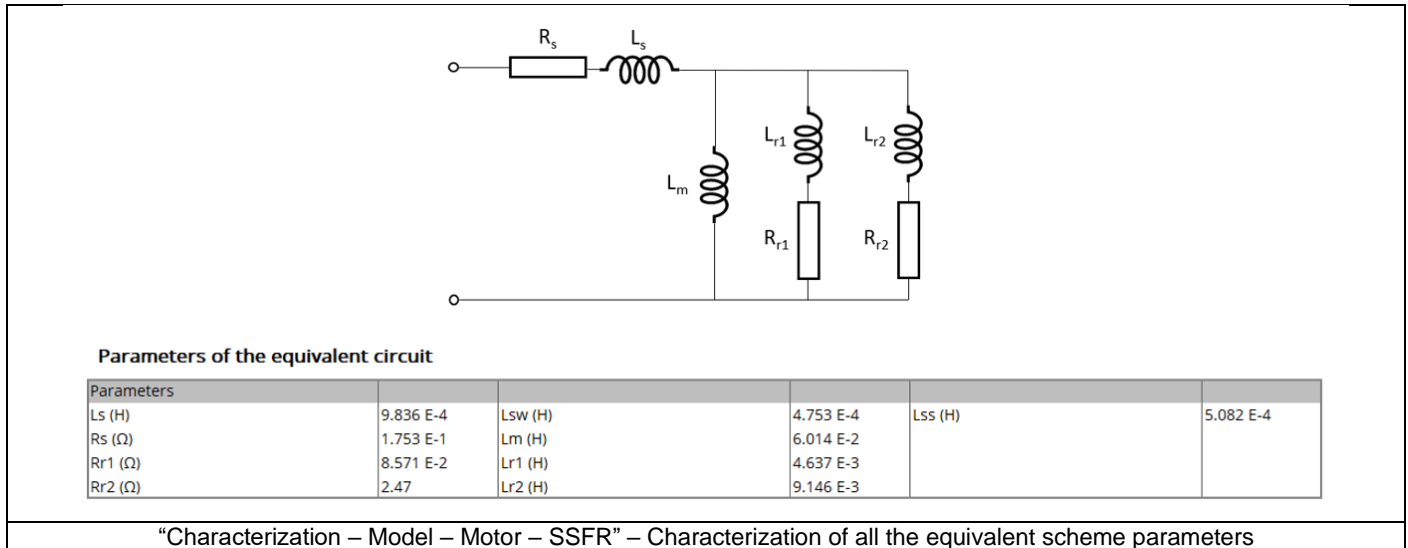 Rs Ls
Lr1 Lr2
Lm
Rr1 Rr2
Parameters of the equivalent circuit
Parameters
Ls (H) 9.836 E-4 Lsw (H) 4.753 E-4 Lss (H) 5.082 E-4
Rs (Ω) 1.753 E-1 Lm (H) 6.014 E-2
Rr1 (Ω) 8.571 E-2 Lr1 (H) 4.637 E-3
Rr2 (Ω) 2.47 Lr2 (H) 9.146 E-3
“Characterization – Model – Motor – SSFR” – Characterization of all the equivalent scheme parameters